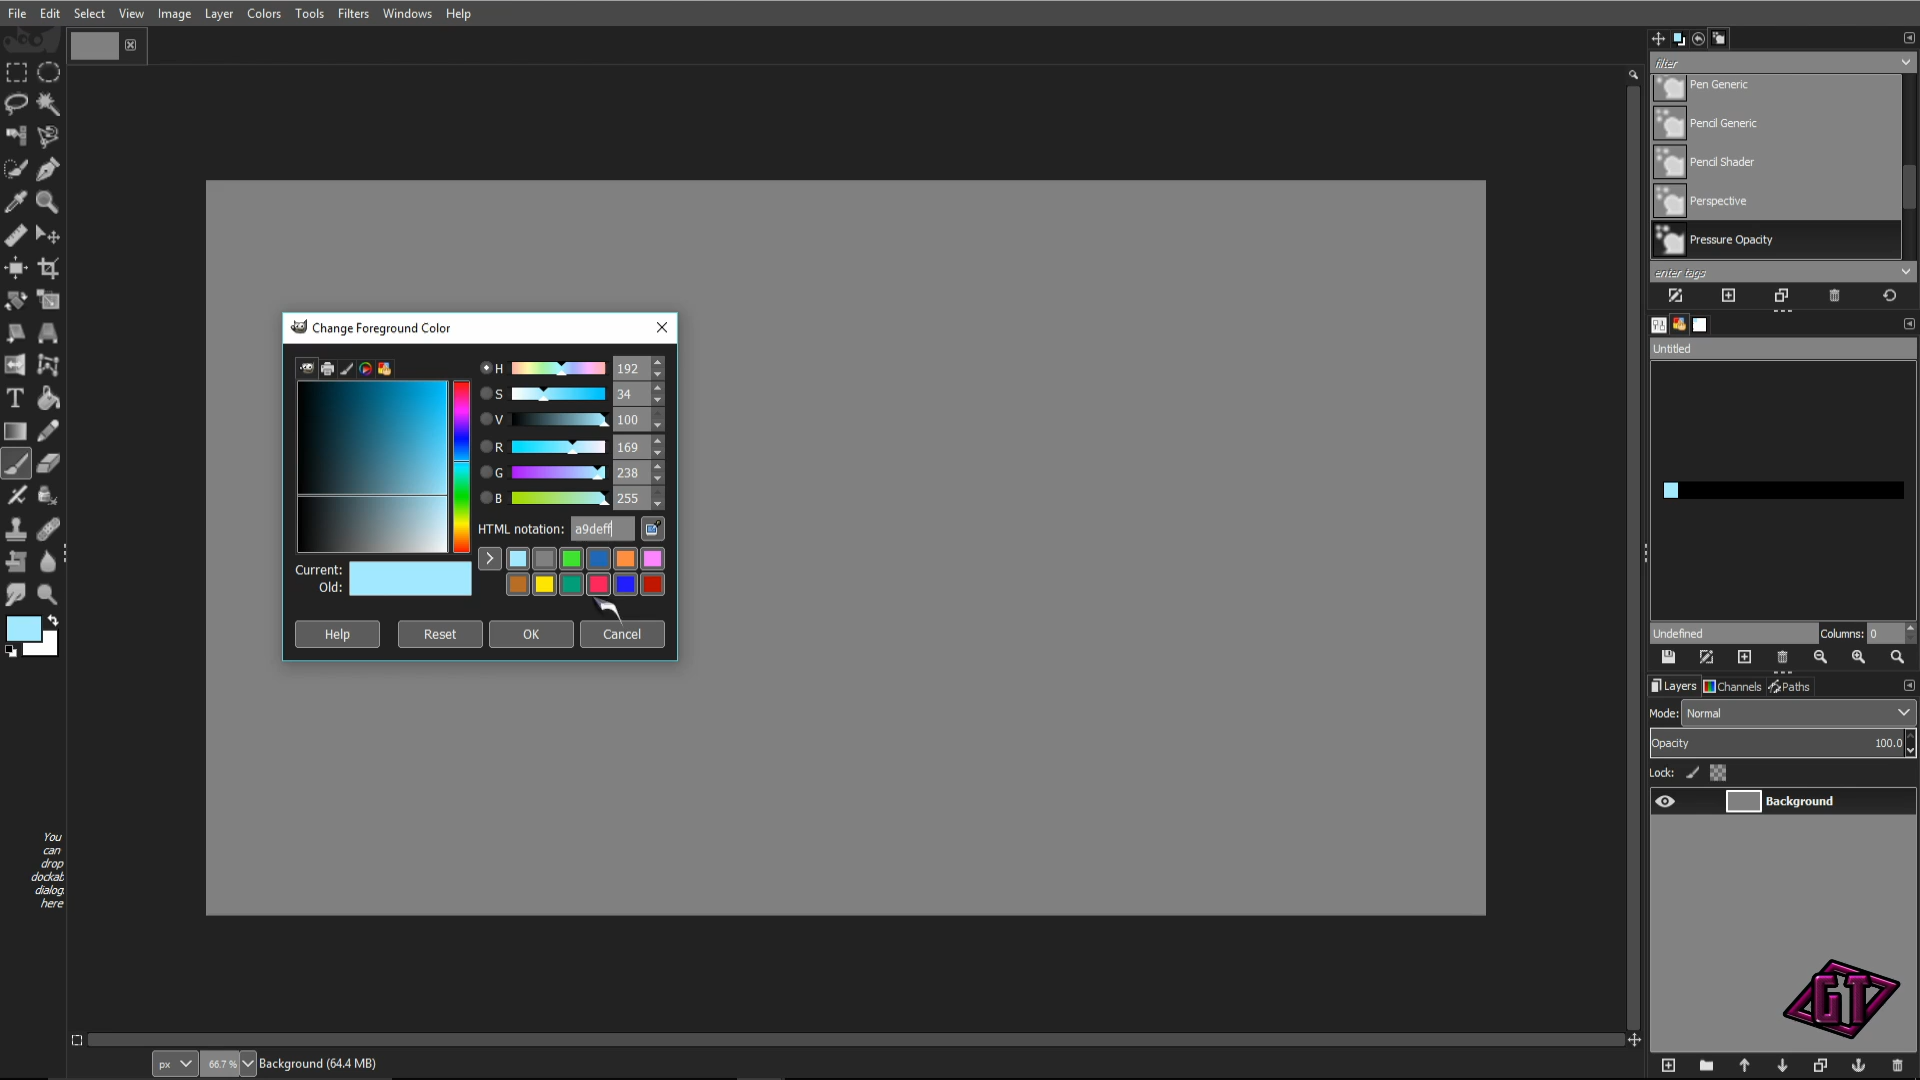 File Edit Select View Image Layer Colors Tools Filters Windows Help
filter
Pen Generic
Pencil Generic
Pencil Shader
Perspective
Pressure Opacity
enter tags
Untitled
Undefined Columns: 0
Layers Channels Paths
Mode: Normal
Opacity 100.0
Lock:
Background
GT
Change Foreground Color
H 192
S 34
V 100
R 169
G 238
B 255
HTML notation: a9deff
Current:
Old:
Help Reset OK Cancel
You
can
drop
dockab
dialog
here
px 66.7 % Background (64.4 MB)